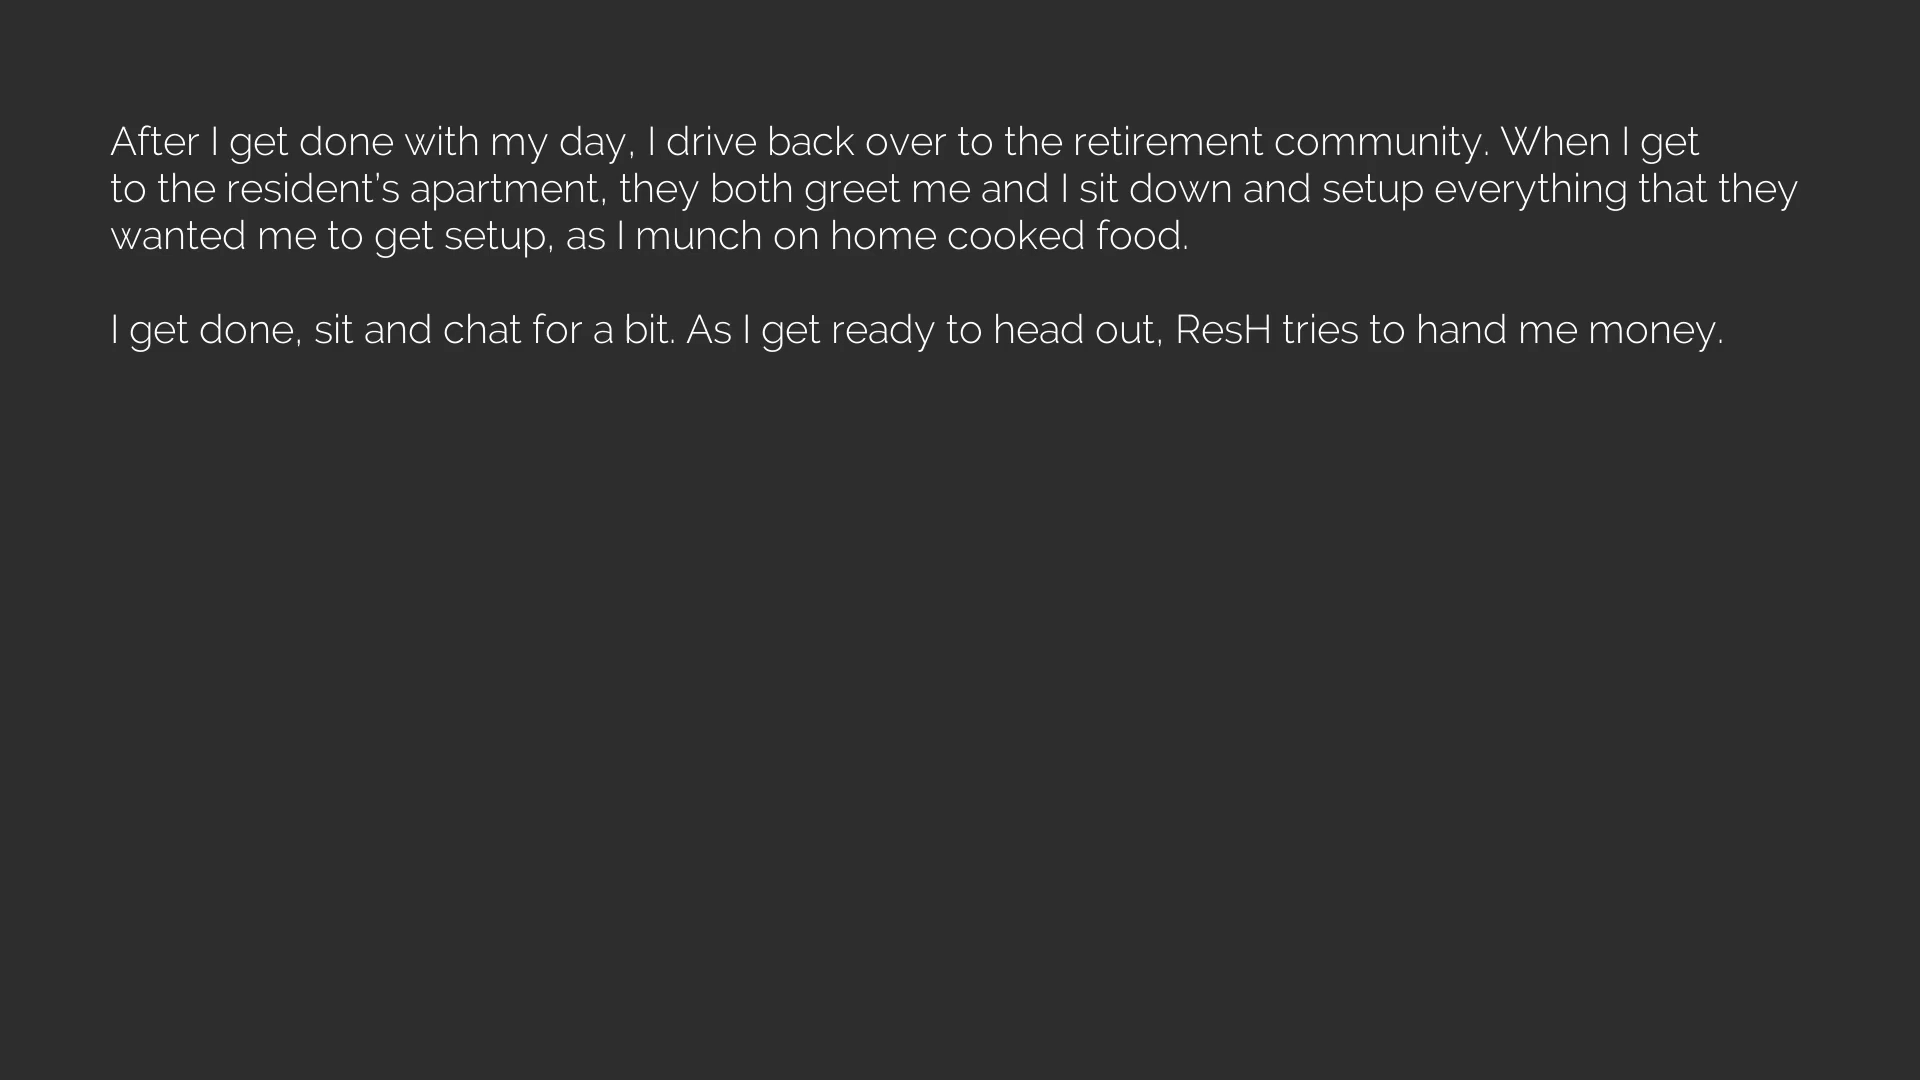 After I get done with my day, I drive back over to the retirement community. When I get
to the resident's apartment, they both greet me and I sit down and setup everything that they
wanted me to get setup, as I munch on home cooked food.
I get done, sit and chat for a bit. As I get ready to head out, ResH tries to hand me money.